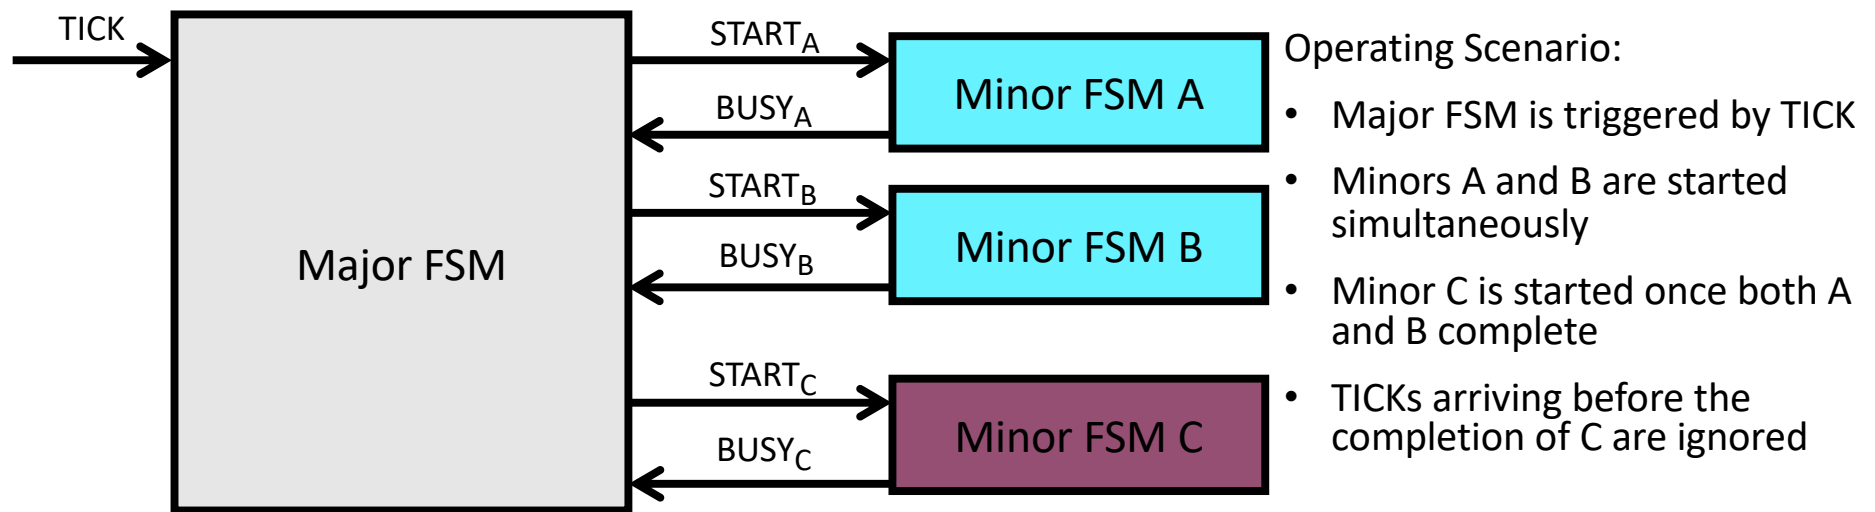 TICK
Major FSM
START_A
BUSY_A
START_B
BUSY_B
START_C
BUSY_C
Minor FSM A
Minor FSM B
Minor FSM C
Operating Scenario:
• Major FSM is triggered by TICK
• Minors A and B are started
simultaneously
• Minor C is started once both A
and B complete
• TICKs arriving before the
completion of C are ignored